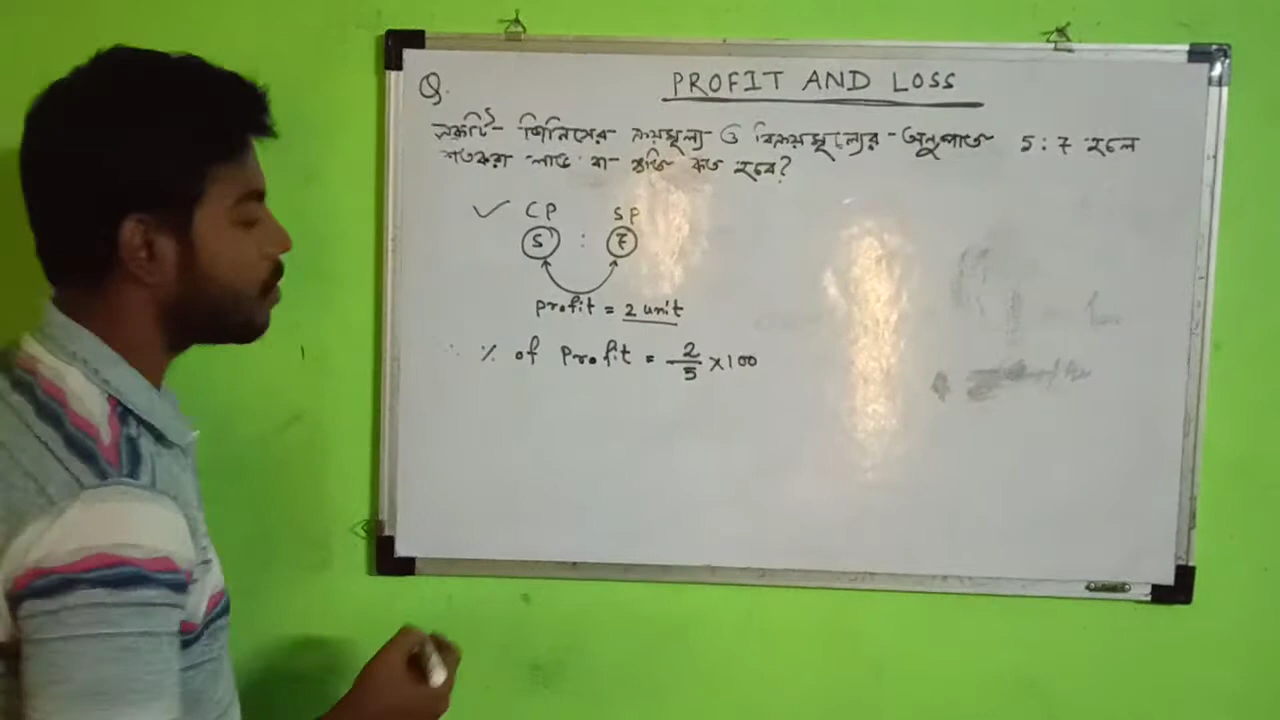 PROFIT AND LOSS
Q.
একটি জিনিসের ক্রয়মূল্য ও বিক্রয়মূল্যের অনুপাত 5 : 7 হলে
শতকরা লাভ বা ক্ষতি কত হবে?
✓ CP SP
5 : 7
Profit = 2 unit
∴ % of Profit = 2/5 × 100